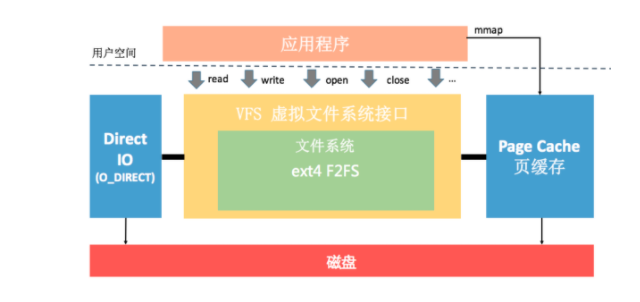 mmap
应用程序
用户空间
read write open close ...
VFS 虚拟文件系统接口
文件系统
ext4 F2FS
Direct
IO
(O_DIRECT)
Page Cache
页缓存
磁盘